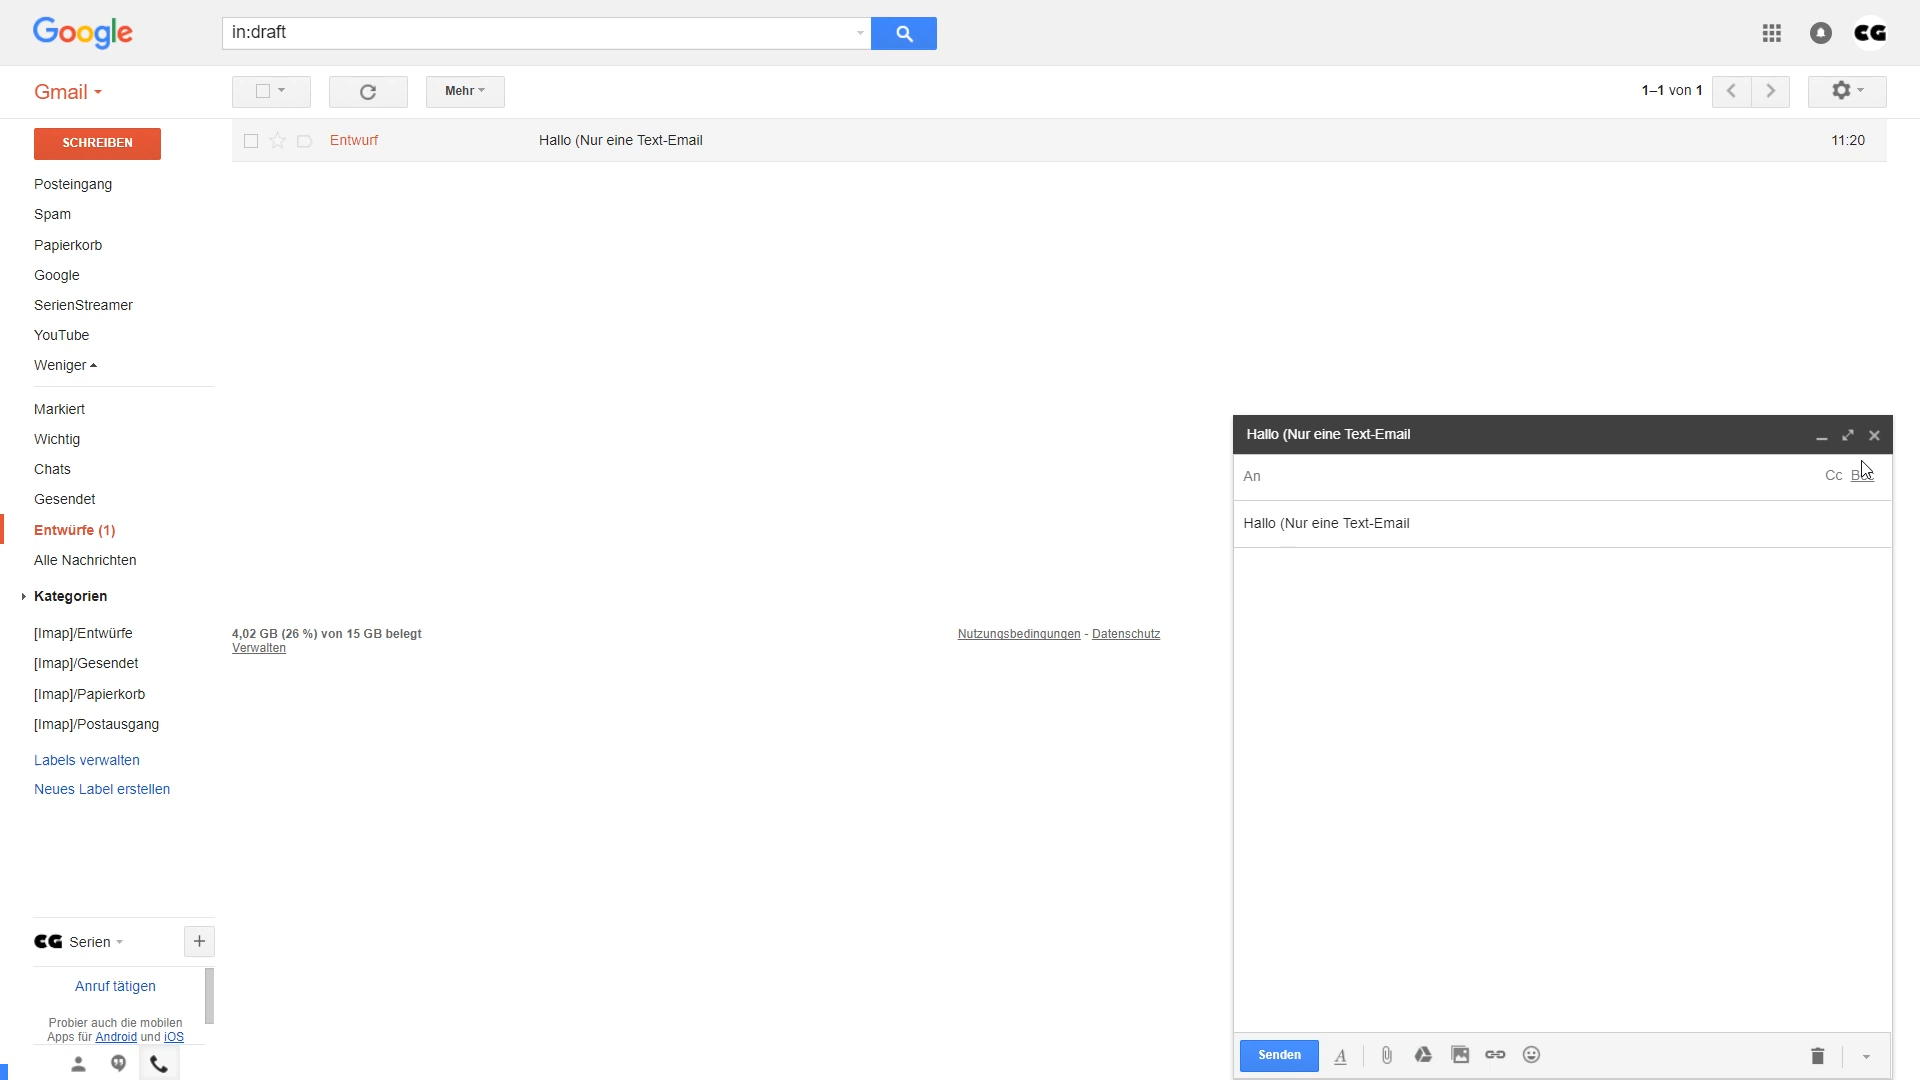 Google
in:draft
CG
Gmail
Mehr
1–1 von 1
SCHREIBEN
Entwurf Hallo (Nur eine Text-Email 11:20
Posteingang
Spam
Papierkorb
Google
SerienStreamer
YouTube
Weniger
Markiert
Wichtig
Chats
Gesendet
Entwürfe (1)
Alle Nachrichten
Kategorien
[Imap]/Entwürfe
[Imap]/Gesendet
[Imap]/Papierkorb
[Imap]/Postausgang
Labels verwalten
Neues Label erstellen
CG Serien
Anruf tätigen
Probier auch die mobilen
Apps für Android und iOS
4,02 GB (26 %) von 15 GB belegt
Verwalten
Nutzungsbedingungen - Datenschutz
Hallo (Nur eine Text-Email
An Cc Bcc
Hallo (Nur eine Text-Email
Senden